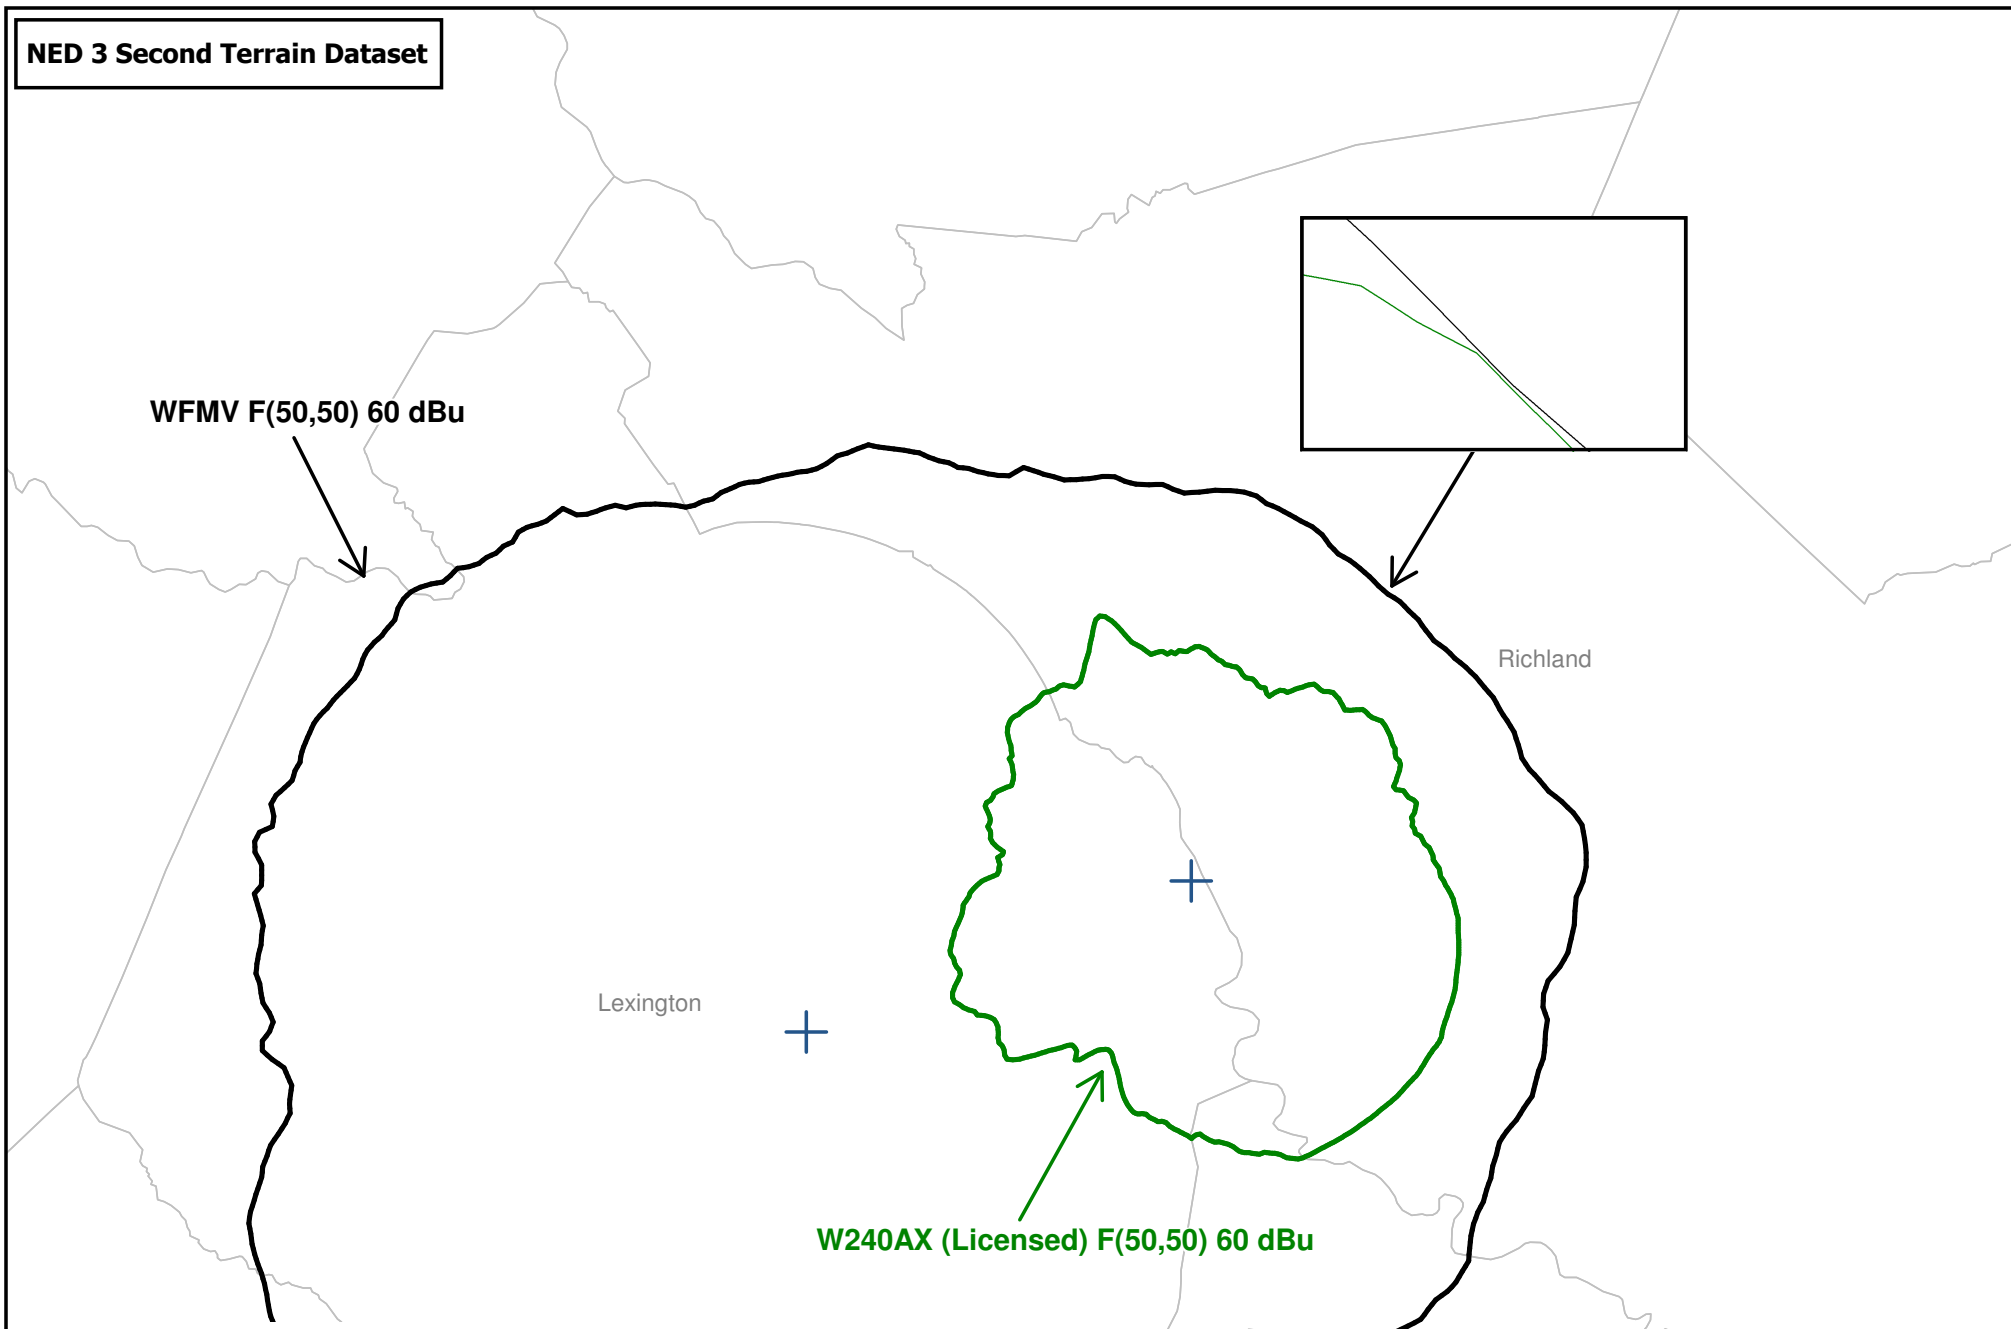 NED 3 Second Terrain Dataset
WFMV F(50,50) 60 dBu
Richland
Lexington
W240AX (Licensed) F(50,50) 60 dBu